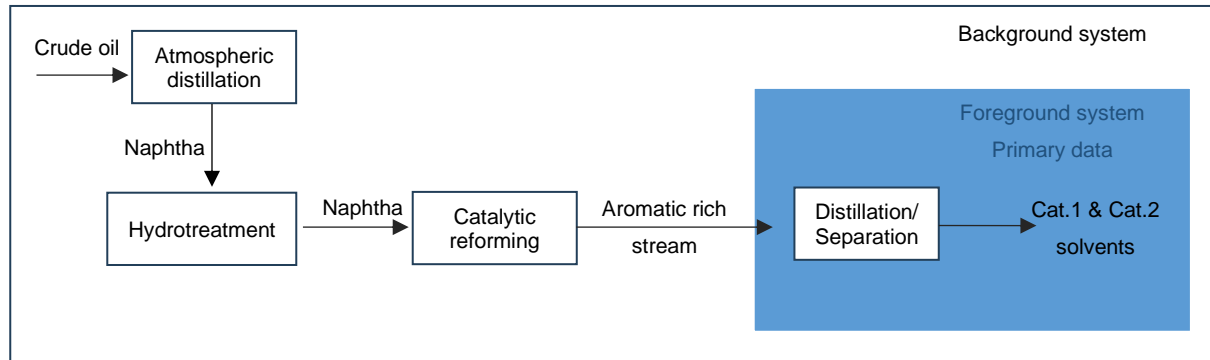 Background system
Crude oil
Atmospheric
distillation
Foreground system
Primary data
Naphtha
Hydrotreatment
Naphtha
Catalytic
reforming
Aromatic rich
stream
Distillation/
Separation
Cat.1 & Cat.2
solvents